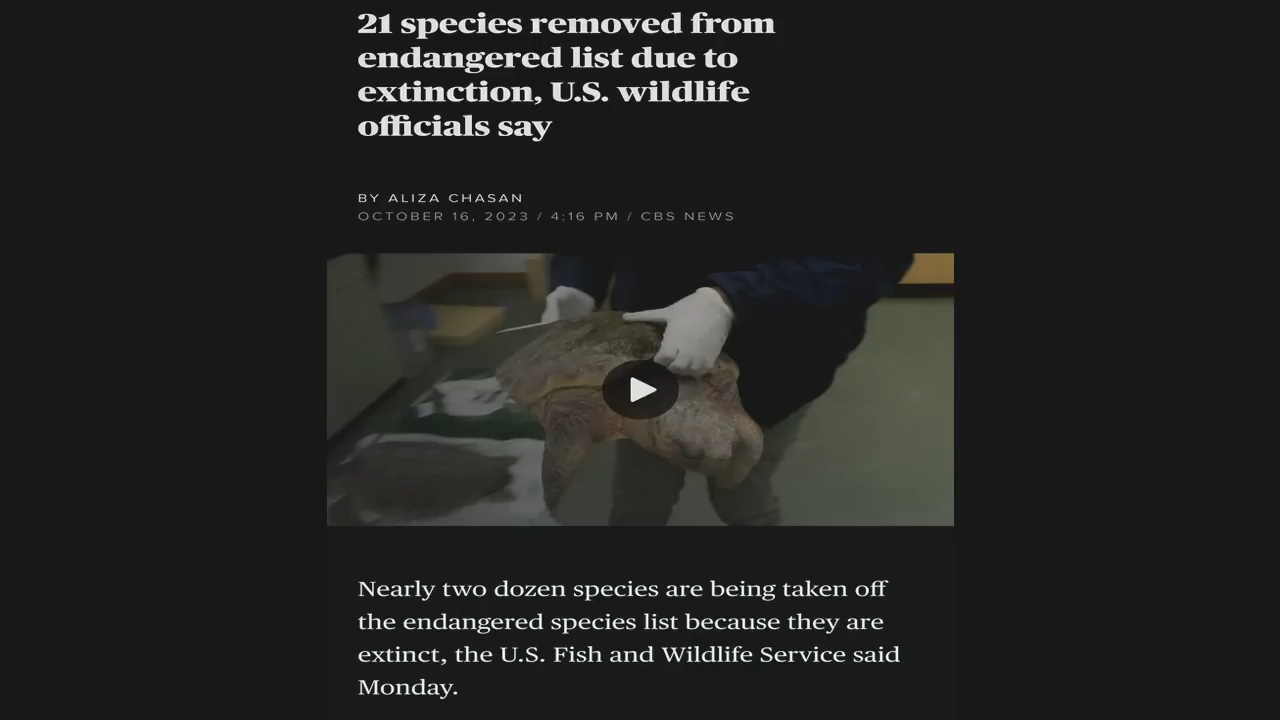 21 species removed from
endangered list due to
extinction, U.S. wildlife
officials say
BY ALIZA CHASAN
OCTOBER 16, 2023 / 4:16 PM / CBS NEWS
Nearly two dozen species are being taken off
the endangered species list because they are
extinct, the U.S. Fish and Wildlife Service said
Monday.